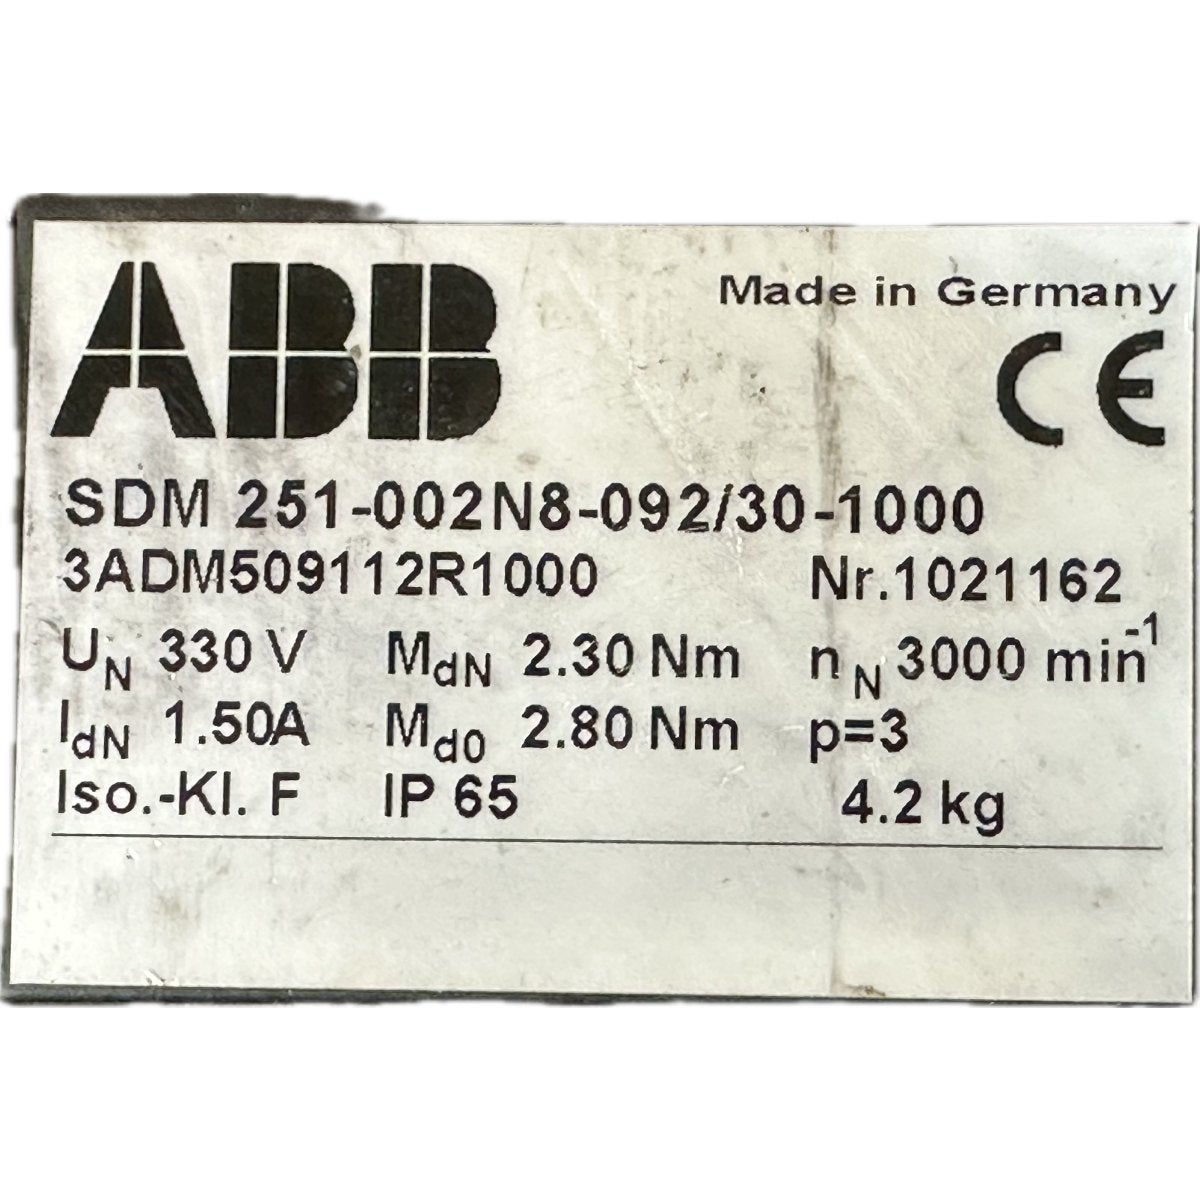 ABB
Made in Germany
CE
SDM 251-002N8-092/30-1000
3ADM509112R1000 Nr.1021162
UN 330 V MdN 2.30 Nm nN 3000 min-1
IdN 1.50A Md0 2.80 Nm p=3
Iso.-Kl. F IP 65 4.2 kg